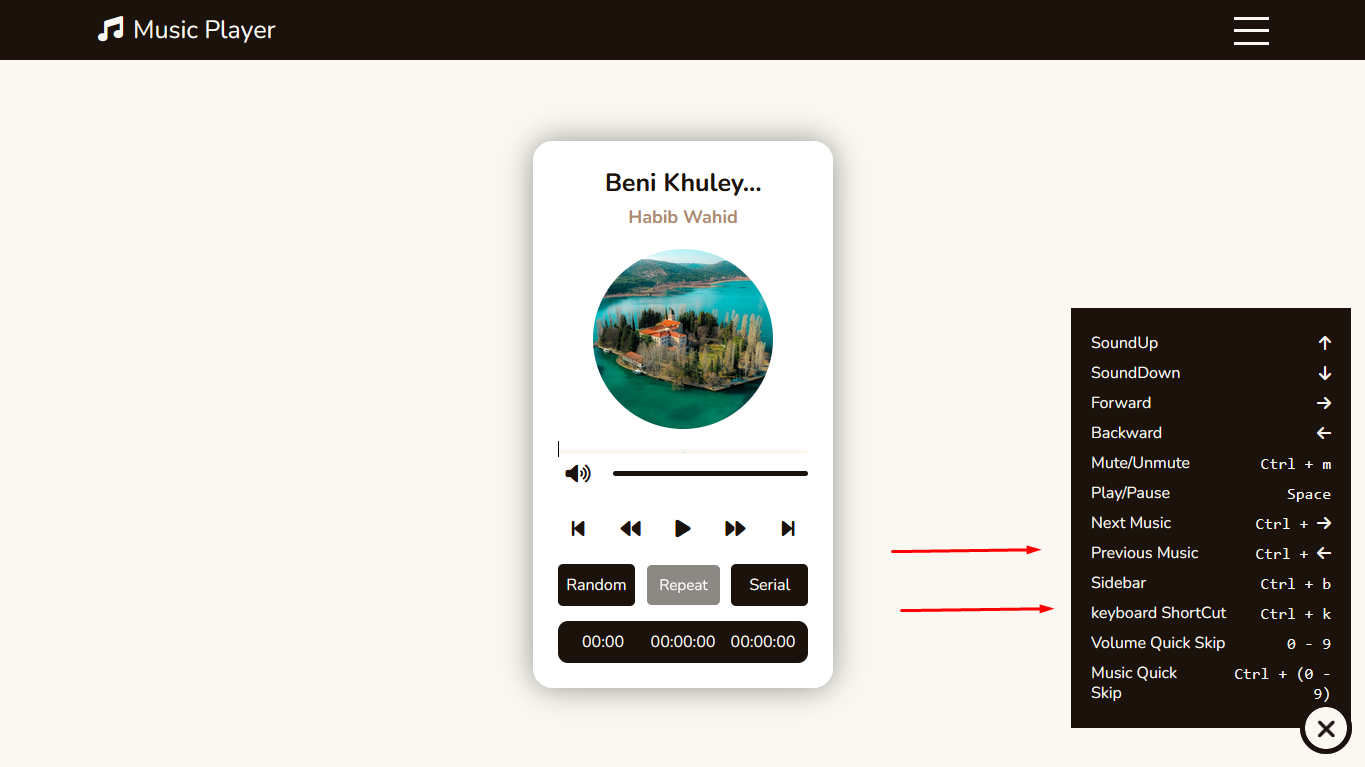 Music Player
Beni Khuley...
Habib Wahid
Random Repeat Serial
00:00 00:00:00 00:00:00
SoundUp ↑
SoundDown ↓
Forward →
Backward ←
Mute/Unmute Ctrl + m
Play/Pause Space
Next Music Ctrl + →
Previous Music Ctrl + ←
Sidebar Ctrl + b
keyboard ShortCut Ctrl + k
Volume Quick Skip 0 - 9
Music Quick Ctrl + (0 -
Skip 9)